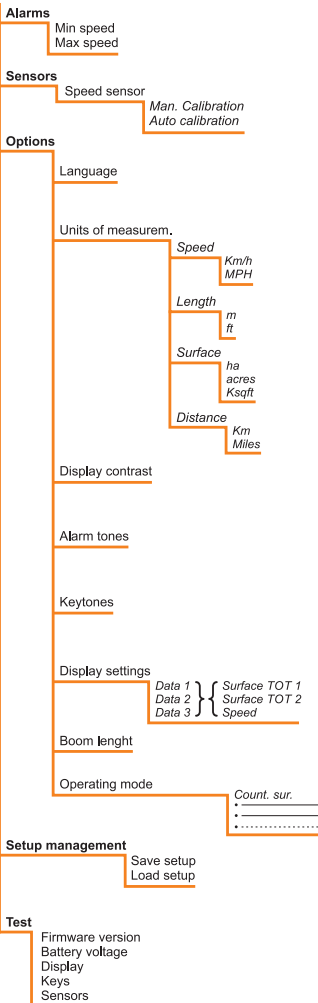 Alarms
Min speed
Max speed
Sensors
Speed sensor
Man. Calibration
Auto calibration
Options
Language
Units of measurem.
Speed
Km/h
MPH
Length
m
ft
Surface
ha
acres
Ksqft
Distance
Km
Miles
Display contrast
Alarm tones
Keytones
Display settings
Data 1 } { Surface TOT 1
Data 2 } { Surface TOT 2
Data 3 } { Speed
Boom lenght
Operating mode
Count. sur.
Setup management
Save setup
Load setup
Test
Firmware version
Battery voltage
Display
Keys
Sensors